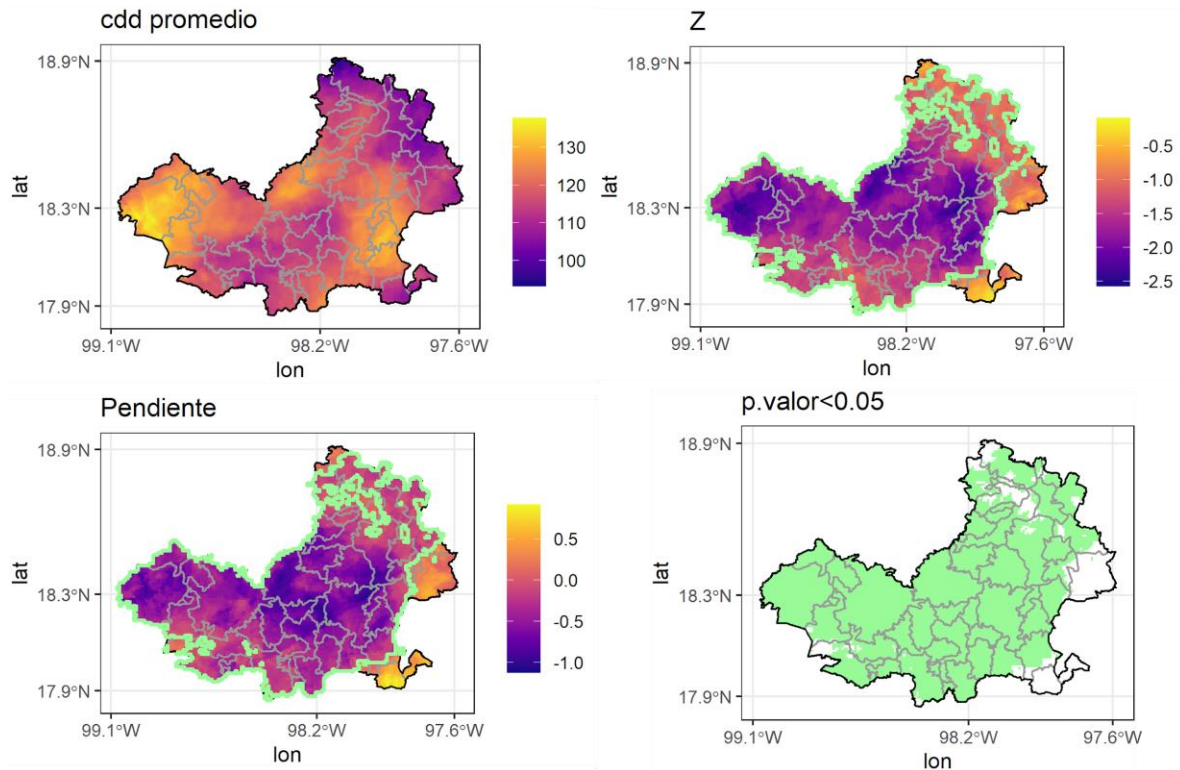 cdd promedio
18.9°N
18.3°N
17.9°N
lat
99.1°W
98.2°W
97.6°W
lon
130
120
110
100
Z
18.9°N
18.3°N
17.9°N
lat
99.1°W
98.2°W
97.6°W
lon
-0.5
-1.0
-1.5
-2.0
-2.5
Pendiente
18.9°N
18.3°N
17.9°N
lat
99.1°W
98.2°W
97.6°W
lon
0.5
0.0
-0.5
-1.0
p.valor<0.05
18.9°N
18.3°N
17.9°N
lat
99.1°W
98.2°W
97.6°W
lon